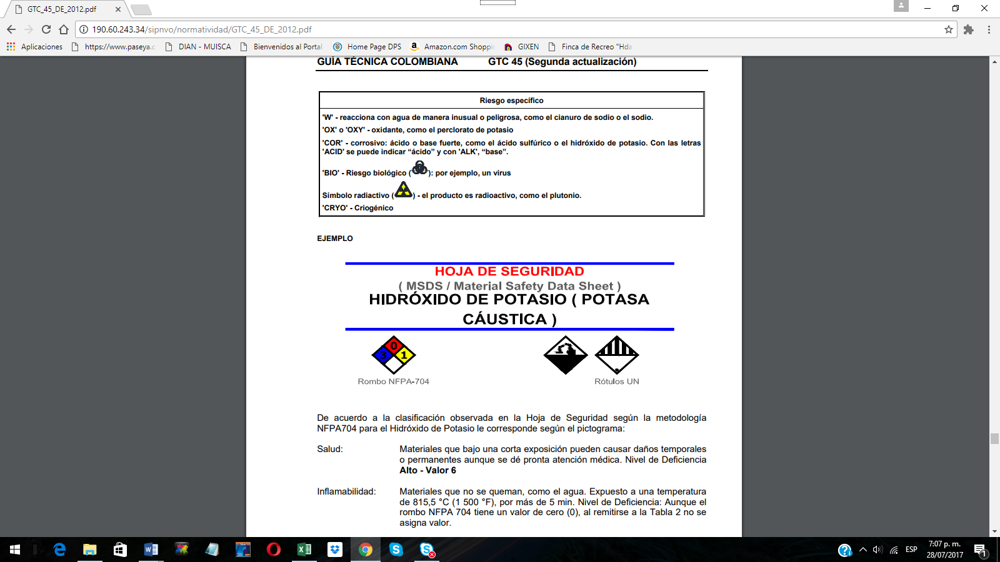 GTC_45_DE_2012.pdf
190.60.243.34/sipnvo/normatividad/GTC_45_DE_2012.pdf
Aplicaciones
https://www.paseya.c
DIAN - MUISCA
Bienvenidos al Portal
Home Page DPS
Amazon.com Shoppi
GIXEN
Finca de Recreo "Hda
GUÍA TÉCNICA COLOMBIANA GTC 45 (Segunda actualización)
Riesgo específico
'W' - reacciona con agua de manera inusual o peligrosa, como el cianuro de sodio o el sodio.
'OX' o 'OXY' - oxidante, como el perclorato de potasio
'COR' - corrosivo: ácido o base fuerte, como el ácido sulfúrico o el hidróxido de potasio. Con las letras
'ACID' se puede indicar “ácido” y con 'ALK', “base”.
'BIO' - Riesgo biológico ( ): por ejemplo, un virus
Símbolo radiactivo ( ) - el producto es radioactivo, como el plutonio.
'CRYO' - Criogénico
EJEMPLO
HOJA DE SEGURIDAD
( MSDS / Material Safety Data Sheet )
HIDRÓXIDO DE POTASIO ( POTASA
CÁUSTICA )
0
3 1
Rombo NFPA-704
Rótulos UN
De acuerdo a la clasificación observada en la Hoja de Seguridad según la metodología
NFPA704 para el Hidróxido de Potasio le corresponde según el pictograma:
Salud: Materiales que bajo una corta exposición pueden causar daños temporales
o permanentes aunque se dé pronta atención médica. Nivel de Deficiencia
Alto - Valor 6
Inflamabilidad: Materiales que no se queman, como el agua. Expuesto a una temperatura
de 815,5 °C (1 500 °F), por más de 5 min. Nivel de Deficiencia: Aunque el
rombo NFPA 704 tiene un valor de cero (0), al remitirse a la Tabla 2 no se
asigna valor.
ESP
7:07 p. m.
28/07/2017
1